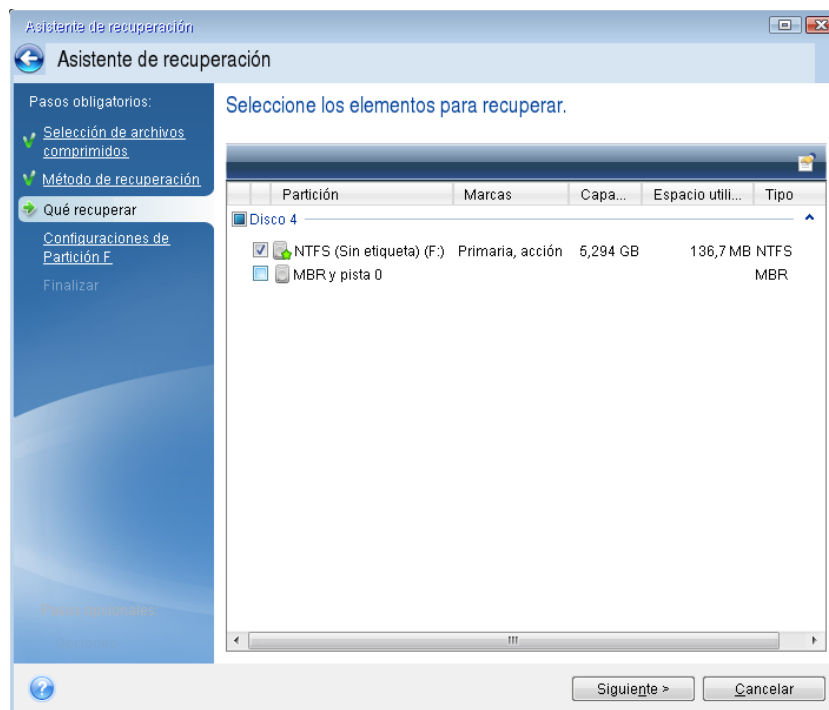 Asistente de recuperación
Asistente de recuperación
Pasos obligatorios:
Selección de archivos
comprimidos
Método de recuperación
Qué recuperar
Configuraciones de
Partición F
Finalizar
Seleccione los elementos para recuperar.
Partición Marcas Capa... Espacio utili... Tipo
Disco 4
NTFS (Sin etiqueta) (F:) Primaria, acción 5,294 GB 136,7 MB NTFS
MBR y pista 0 MBR
Siguiente > Cancelar